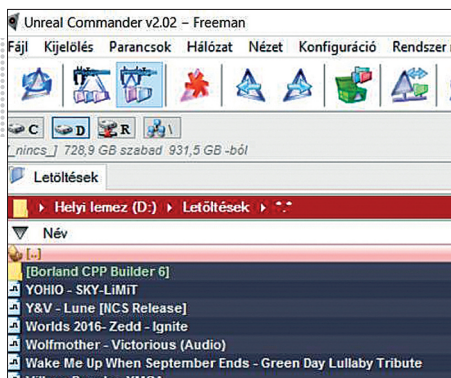 Unreal Commander v2.02 – Freeman
Fájl Kijelölés Parancsok Hálózat Nézet Konfiguráció Rendszer
C D R \
_nincs_] 728,9 GB szabad 931,5 GB -ból
Letöltések
Helyi lemez (D:) Letöltések *.*
Név
[..]
[Borland CPP Builder 6]
YOHIO - SKY-LiMiT
Y&V - Lune [NCS Release]
Worlds 2016- Zedd - Ignite
Wolfmother - Victorious (Audio)
Wake Me Up When September Ends - Green Day Lullaby Tribute